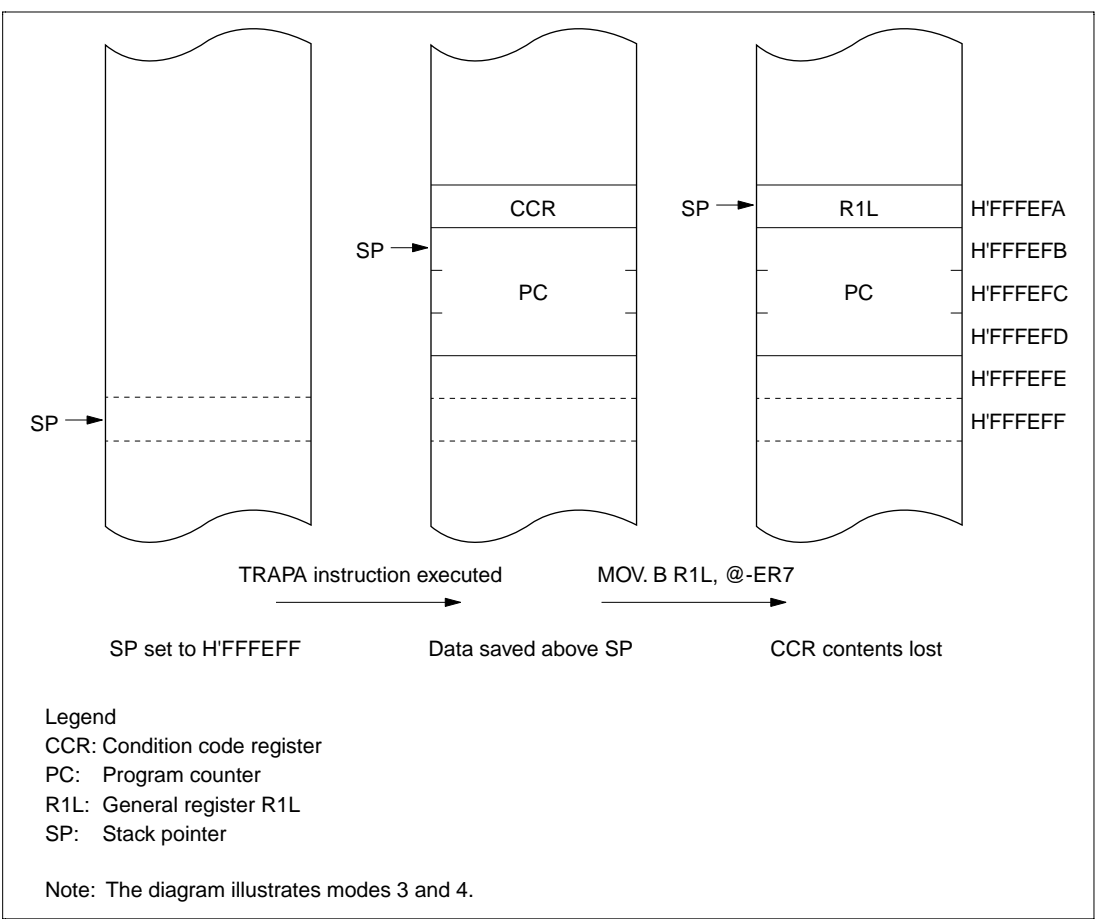 CCR
SP
R1L
H'FFFEFA
SP
H'FFFEFB
PC
PC
H'FFFEFC
H'FFFEFD
H'FFFEFE
SP
H'FFFEFF
TRAPA instruction executed
MOV. B R1L, @-ER7
SP set to H'FFFEFF
Data saved above SP
CCR contents lost
Legend
CCR: Condition code register
PC: Program counter
R1L: General register R1L
SP: Stack pointer
Note: The diagram illustrates modes 3 and 4.